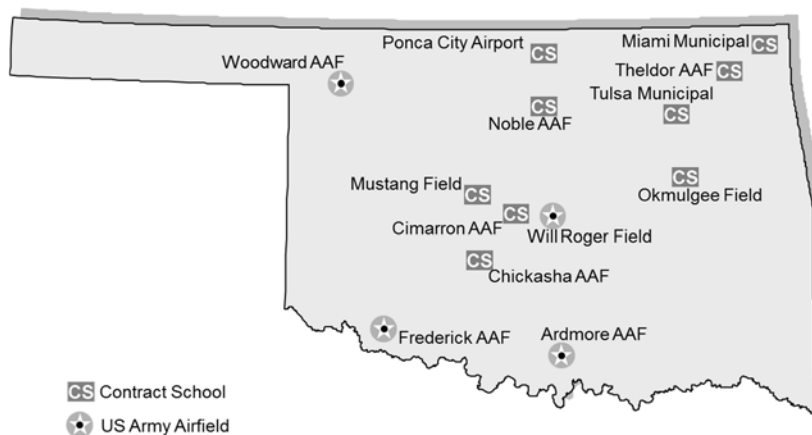 Ponca City Airport
CS
Miami Municipal
CS
Woodward AAF
Theldor AAF
CS
Tulsa Municipal
CS
CS
Noble AAF
Mustang Field
CS
CS
Okmulgee Field
Cimarron AAF
CS
Will Roger Field
CS
Chickasha AAF
Frederick AAF
Ardmore AAF
CS Contract School
US Army Airfield